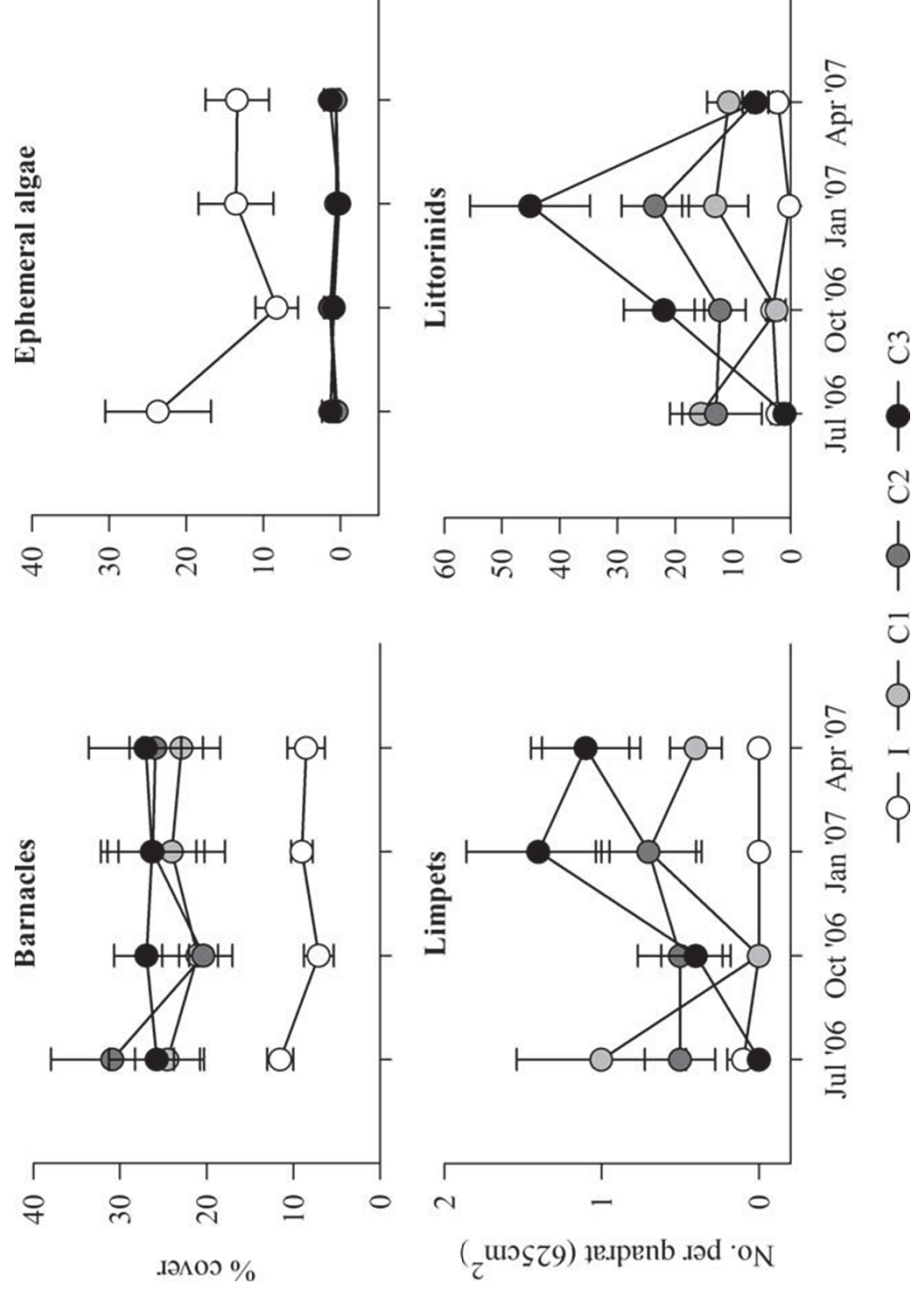 Barnacles
Ephemeral algae
% cover
40
30
20
10
0
40
30
20
10
0
Limpets
Littorinids
No. per quadrat (625cm²)
2
1
0
60
50
40
30
20
10
0
Jul '06 Oct '06 Jan '07 Apr '07
Jul '06 Oct '06 Jan '07 Apr '07
I C1 C2 C3